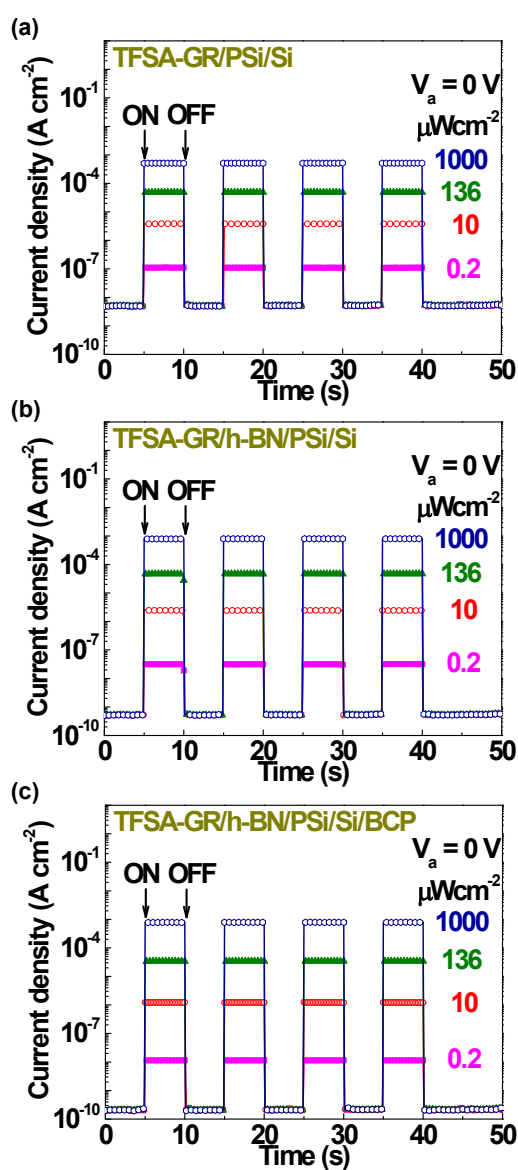 (a)
TFSA-GR/PSi/Si
V_a = 0 V
ON OFF
μWcm⁻²
1000
136
10
0.2
10⁻¹
10⁻⁴
10⁻⁷
10⁻¹⁰
Current density (A cm⁻²)
0 10 20 30 40 50
Time (s)
(b)
TFSA-GR/h-BN/PSi/Si
V_a = 0 V
ON OFF
μWcm⁻²
1000
136
10
0.2
10⁻¹
10⁻⁴
10⁻⁷
10⁻¹⁰
Current density (A cm⁻²)
0 10 20 30 40 50
Time (s)
(c)
TFSA-GR/h-BN/PSi/Si/BCP
V_a = 0 V
ON OFF
μWcm⁻²
1000
136
10
0.2
10⁻¹
10⁻⁴
10⁻⁷
10⁻¹⁰
Current density (A cm⁻²)
0 10 20 30 40 50
Time (s)